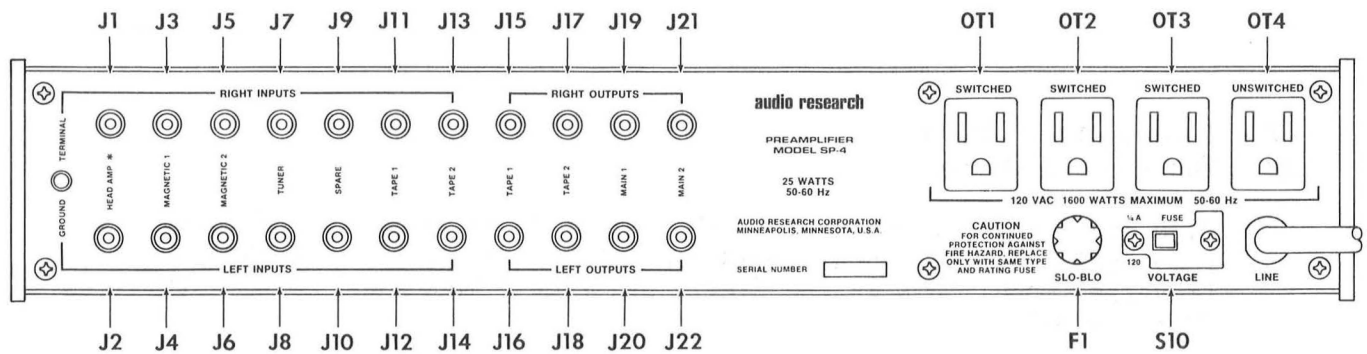 J1 J3 J5 J7 J9 J11 J13 J15 J17 J19 J21 OT1 OT2 OT3 OT4
RIGHT INPUTS
RIGHT OUTPUTS
GROUND TERMINAL
HEAD AMP *
MAGNETIC 1
MAGNETIC 2
TUNER
SPARE
TAPE 1
TAPE 2
TAPE 1
TAPE 2
MAIN 1
MAIN 2
LEFT INPUTS
LEFT OUTPUTS
audio research
PREAMPLIFIER
MODEL SP-4
25 WATTS
50-60 Hz
AUDIO RESEARCH CORPORATION
MINNEAPOLIS, MINNESOTA, U.S.A.
SERIAL NUMBER
SWITCHED SWITCHED SWITCHED UNSWITCHED
120 VAC 1600 WATTS MAXIMUM 50-60 Hz
CAUTION
FOR CONTINUED
PROTECTION AGAINST
FIRE HAZARD, REPLACE
ONLY WITH SAME TYPE
AND RATING FUSE
SLO-BLO
¼ A FUSE
120
VOLTAGE
LINE
J2 J4 J6 J8 J10 J12 J14 J16 J18 J20 J22 F1 S10